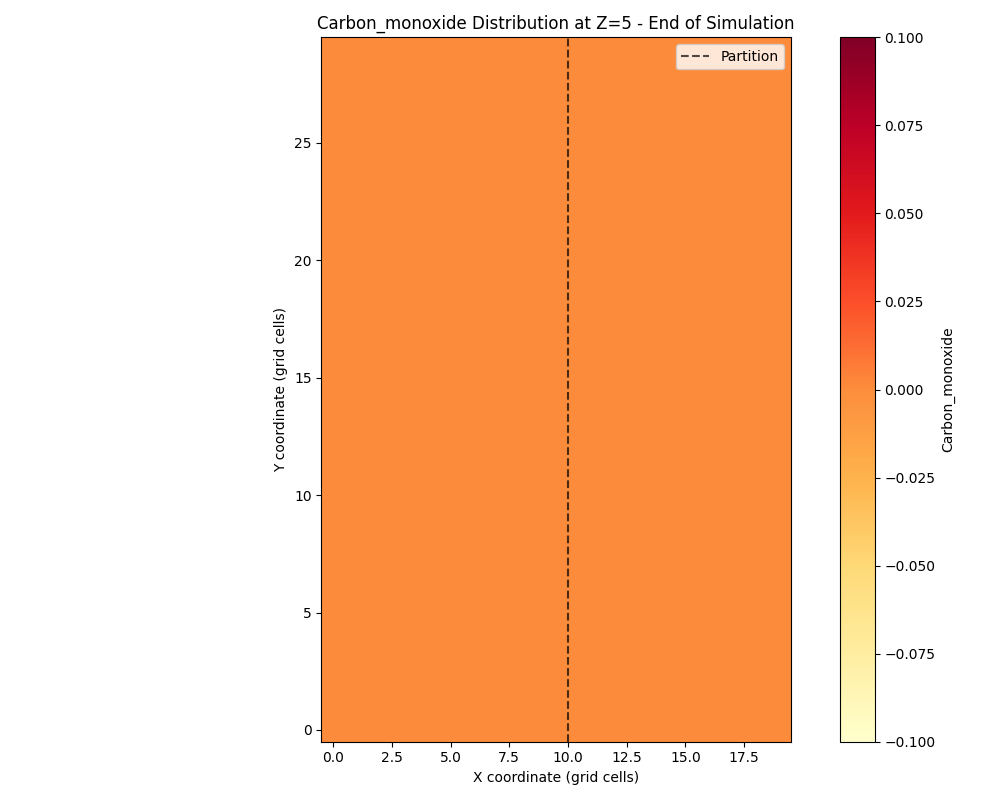 Carbon_monoxide Distribution at Z=5 - End of Simulation
Partition
Y coordinate (grid cells)
25
20
15
10
5
0
0.0 2.5 5.0 7.5 10.0 12.5 15.0 17.5
X coordinate (grid cells)
0.100
0.075
0.050
0.025
0.000
−0.025
−0.050
−0.075
−0.100
Carbon_monoxide